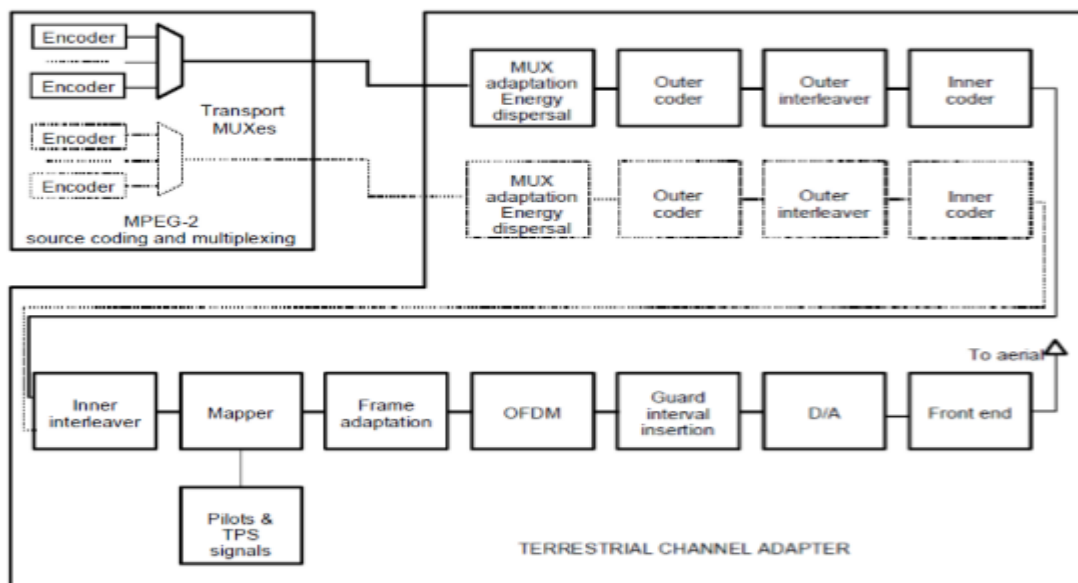 Encoder
Encoder
Transport
MUXes
Encoder
Encoder
MPEG-2
source coding and multiplexing
MUX
adaptation
Energy
dispersal
Outer
coder
Outer
interleaver
Inner
coder
MUX
adaptation
Energy
dispersal
Outer
coder
Outer
interleaver
Inner
coder
To aerial
Inner
interleaver
Mapper
Frame
adaptation
OFDM
Guard
interval
insertion
D/A
Front end
Pilots &
TPS
signals
TERRESTRIAL CHANNEL ADAPTER